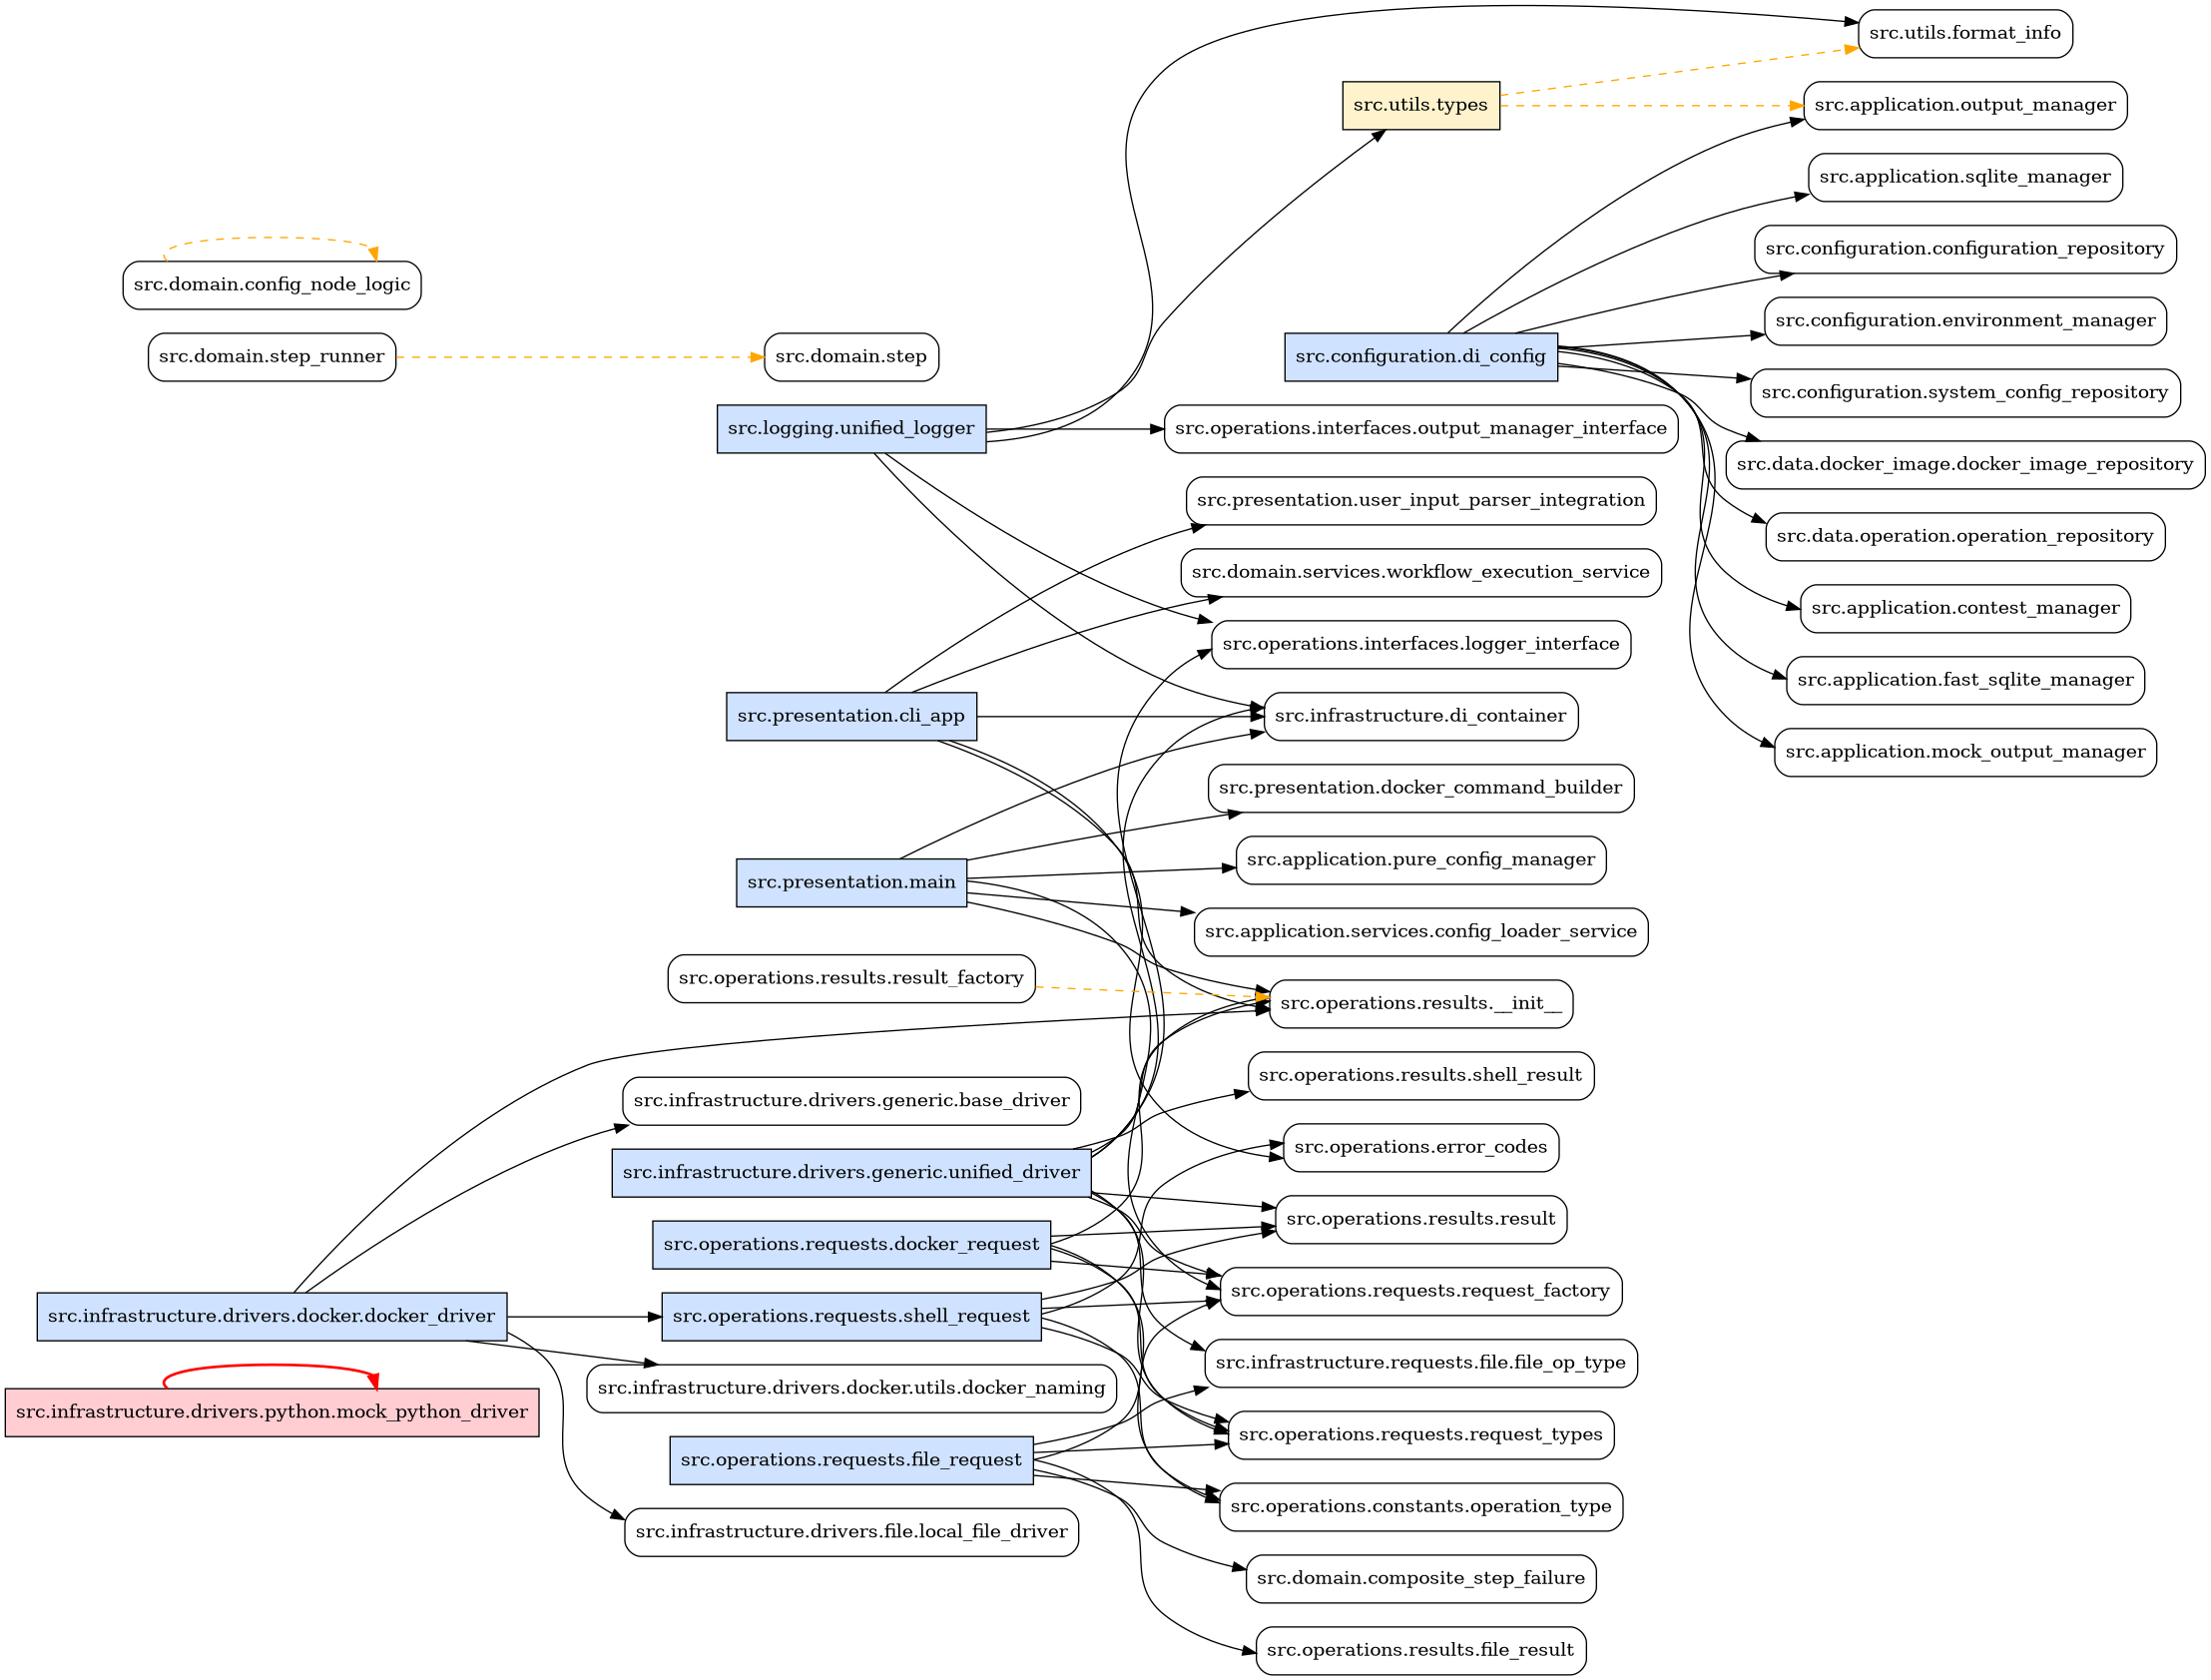 src.utils.format_info
src.utils.types
src.application.output_manager
src.application.sqlite_manager
src.configuration.configuration_repository
src.domain.config_node_logic
src.configuration.environment_manager
src.domain.step_runner
src.domain.step
src.configuration.di_config
src.configuration.system_config_repository
src.logging.unified_logger
src.operations.interfaces.output_manager_interface
src.data.docker_image.docker_image_repository
src.presentation.user_input_parser_integration
src.data.operation.operation_repository
src.domain.services.workflow_execution_service
src.application.contest_manager
src.operations.interfaces.logger_interface
src.application.fast_sqlite_manager
src.presentation.cli_app
src.infrastructure.di_container
src.application.mock_output_manager
src.presentation.docker_command_builder
src.presentation.main
src.application.pure_config_manager
src.application.services.config_loader_service
src.operations.results.result_factory
src.operations.results.__init__
src.operations.results.shell_result
src.infrastructure.drivers.generic.base_driver
src.operations.error_codes
src.infrastructure.drivers.generic.unified_driver
src.operations.results.result
src.operations.requests.docker_request
src.operations.requests.request_factory
src.infrastructure.drivers.docker.docker_driver
src.operations.requests.shell_request
src.infrastructure.requests.file.file_op_type
src.infrastructure.drivers.docker.utils.docker_naming
src.infrastructure.drivers.python.mock_python_driver
src.operations.requests.request_types
src.operations.requests.file_request
src.operations.constants.operation_type
src.infrastructure.drivers.file.local_file_driver
src.domain.composite_step_failure
src.operations.results.file_result